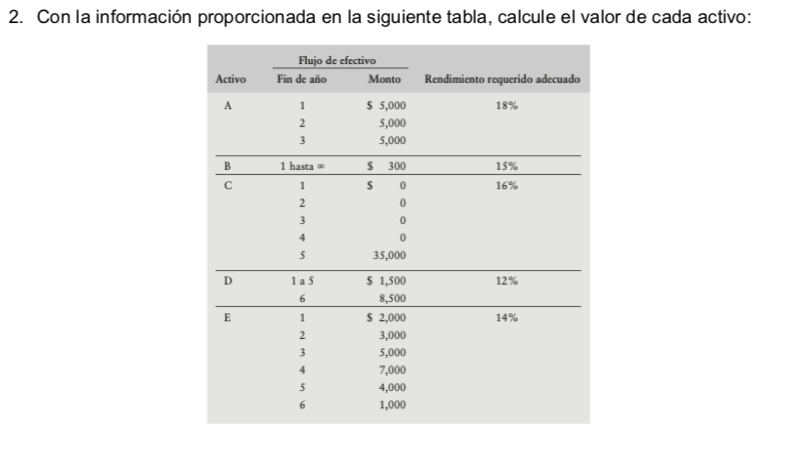 2. Con la información proporcionada en la siguiente tabla, calcule el valor de cada activo:
Flujo de efectivo
Activo Fin de año Monto Rendimiento requerido adecuado
A 1 $ 5,000 18%
2 5,000
3 5,000
B 1 hasta ∞ $ 300 15%
C 1 $ 0 16%
2 0
3 0
4 0
5 35,000
D 1 a 5 $ 1,500 12%
6 8,500
E 1 $ 2,000 14%
2 3,000
3 5,000
4 7,000
5 4,000
6 1,000